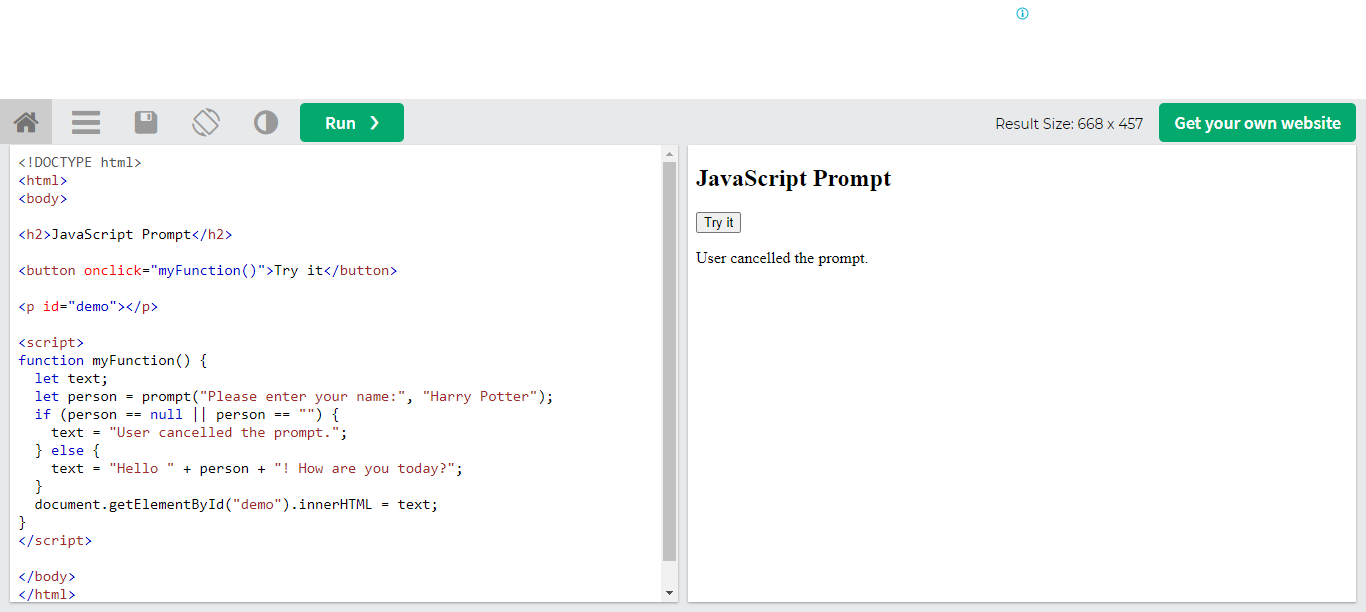 Run ❯
Result Size: 668 x 457
Get your own website
<!DOCTYPE html>
<html>
<body>
<h2>JavaScript Prompt</h2>
<button onclick="myFunction()">Try it</button>
<p id="demo"></p>
<script>
function myFunction() {
  let text;
  let person = prompt("Please enter your name:", "Harry Potter");
  if (person == null || person == "") {
    text = "User cancelled the prompt.";
  } else {
    text = "Hello " + person + "! How are you today?";
  }
  document.getElementById("demo").innerHTML = text;
}
</script>
</body>
</html>
JavaScript Prompt
Try it
User cancelled the prompt.